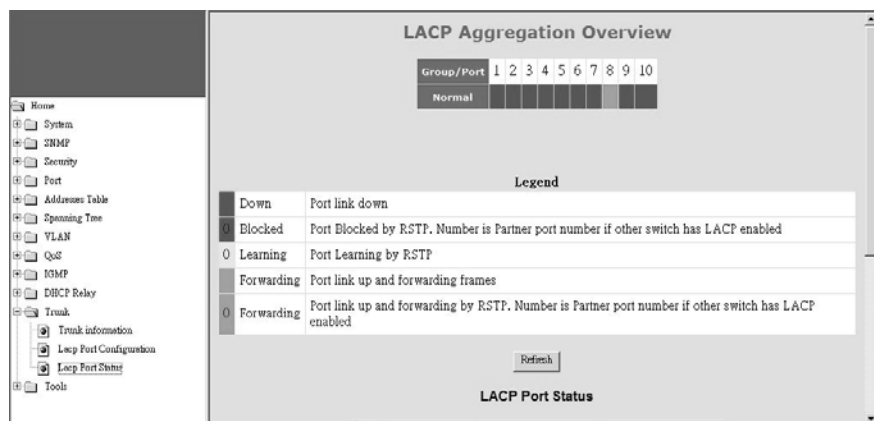 Home
System
SNMP
Security
Port
Addresses Table
Spanning Tree
VLAN
QoS
IGMP
DHCP Relay
Trunk
Trunk information
Lacp Port Configuration
Lacp Port Status
Tools
LACP Aggregation Overview
Group/Port 1 2 3 4 5 6 7 8 9 10
Normal
Legend
Down Port link down
0 Blocked Port Blocked by RSTP. Number is Partner port number if other switch has LACP enabled
0 Learning Port Learning by RSTP
Forwarding Port link up and forwarding frames
0 Forwarding Port link up and forwarding by RSTP. Number is Partner port number if other switch has LACP
enabled
Refresh
LACP Port Status